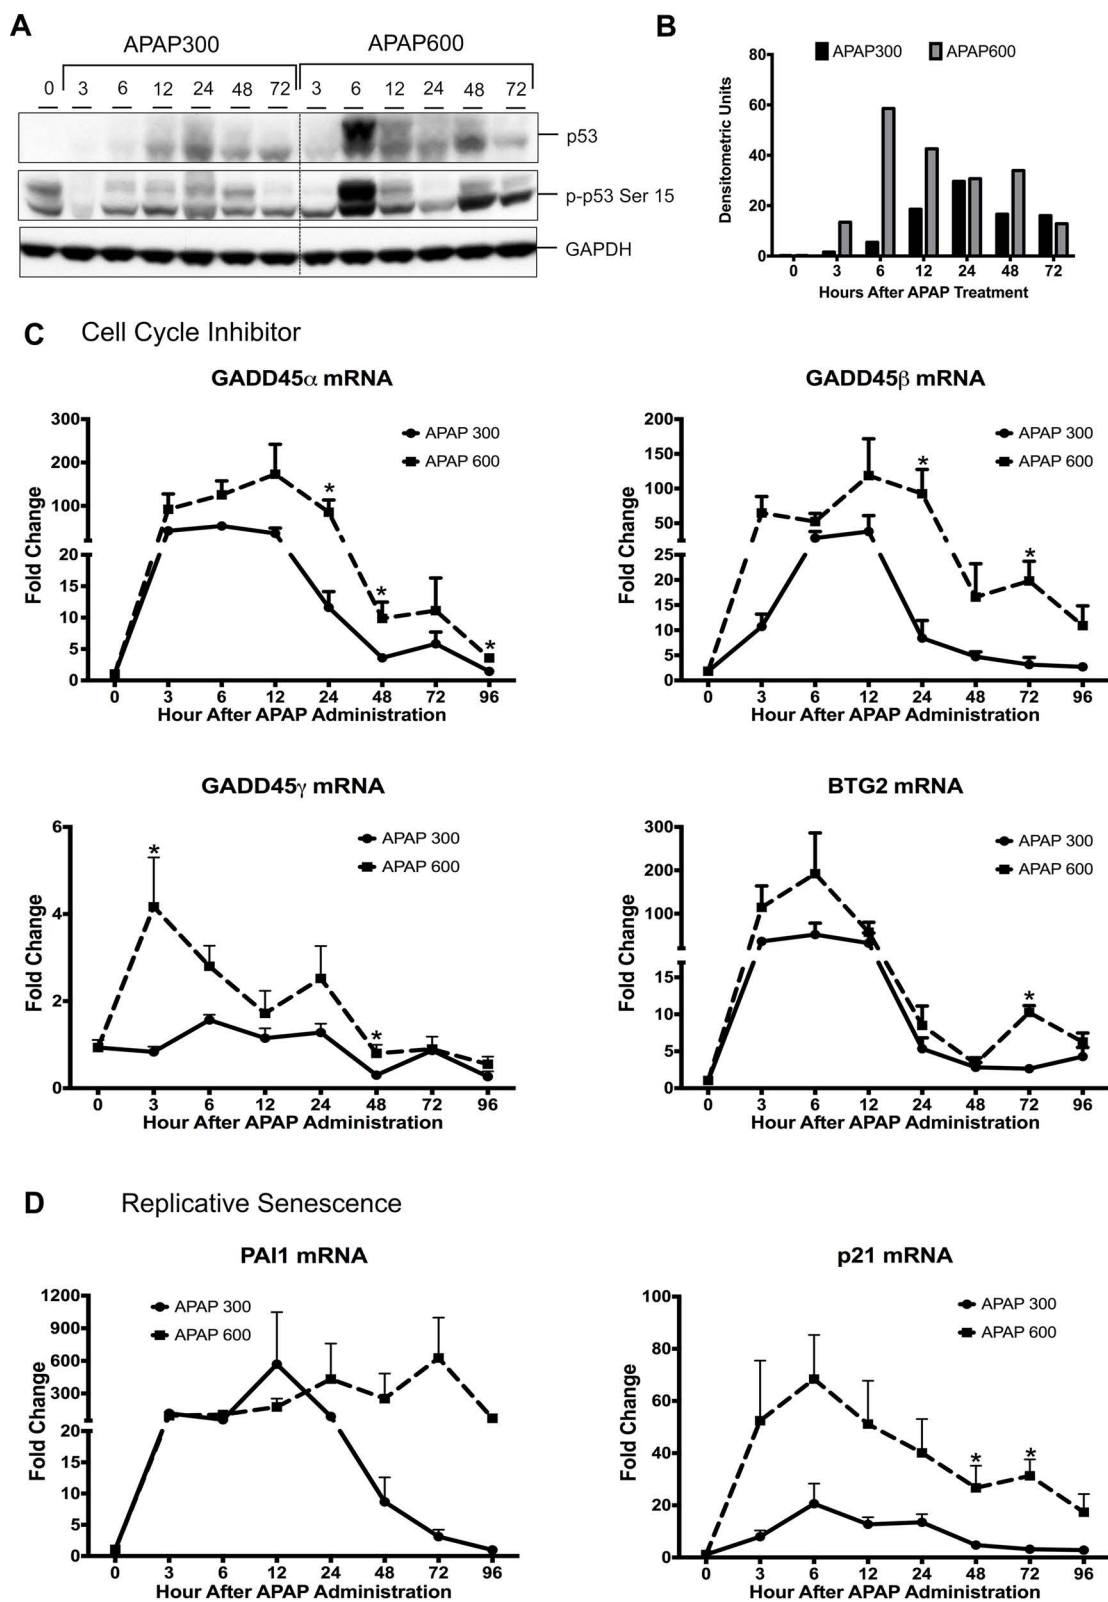 A
APAP300
APAP600
0 3 6 12 24 48 72 3 6 12 24 48 72
p53
p-p53 Ser 15
GAPDH
B
APAP300 APAP600
Densitometric Units
80
60
40
20
0
0 3 6 12 24 48 72
Hours After APAP Treatment
C Cell Cycle Inhibitor
GADD45α mRNA
APAP 300
APAP 600
Fold Change
300
200
100
20
15
10
5
0
* * *
0 3 6 12 24 48 72 96
Hour After APAP Administration
GADD45β mRNA
APAP 300
APAP 600
Fold Change
200
150
100
50
25
20
15
10
5
0
* *
0 3 6 12 24 48 72 96
Hour After APAP Administration
GADD45γ mRNA
APAP 300
APAP 600
Fold Change
6
4
2
0
* *
0 3 6 12 24 48 72 96
Hour After APAP Administration
BTG2 mRNA
APAP 300
APAP 600
Fold Change
300
200
100
15
10
5
0
*
0 3 6 12 24 48 72 96
Hour After APAP Administration
D Replicative Senescence
PAI1 mRNA
APAP 300
APAP 600
Fold Change
1200
900
600
300
20
15
10
5
0
0 3 6 12 24 48 72 96
Hour After APAP Administration
p21 mRNA
APAP 300
APAP 600
Fold Change
100
80
60
40
20
0
* *
0 3 6 12 24 48 72 96
Hour After APAP Administration